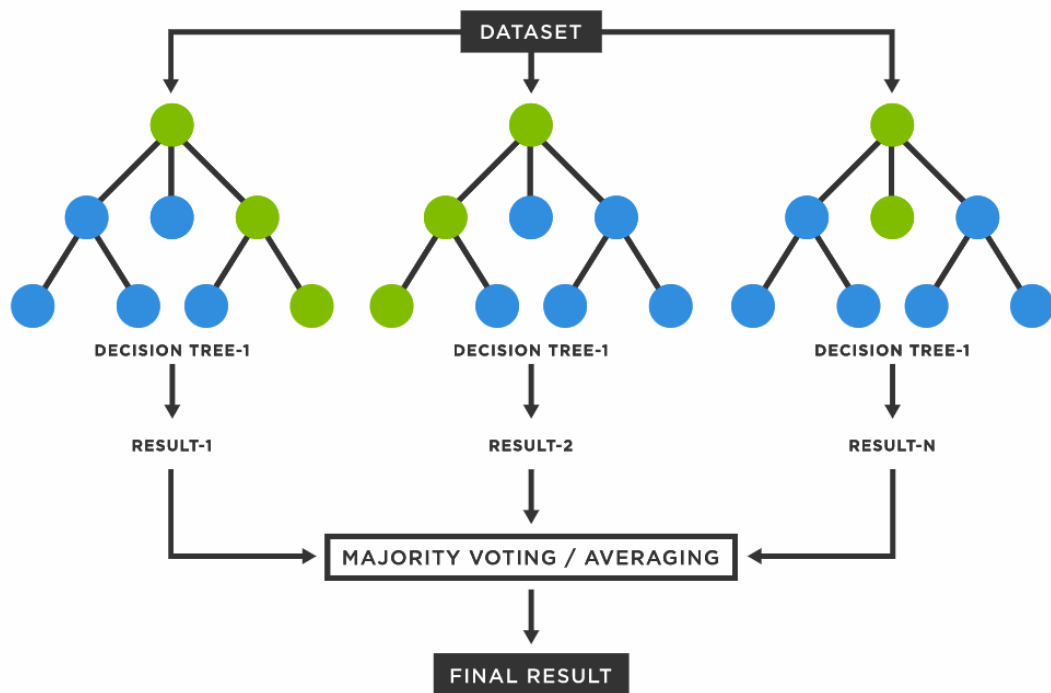 DATASET
DECISION TREE-1
DECISION TREE-1
DECISION TREE-1
RESULT-1
RESULT-2
RESULT-N
MAJORITY VOTING / AVERAGING
FINAL RESULT